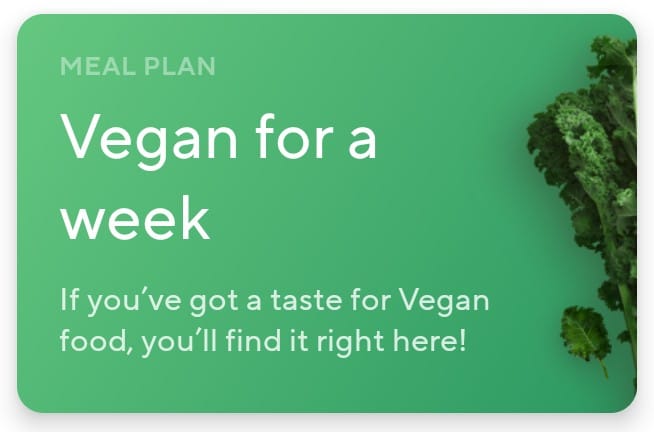 MEAL PLAN
Vegan for a
week
If you’ve got a taste for Vegan
food, you’ll find it right here!